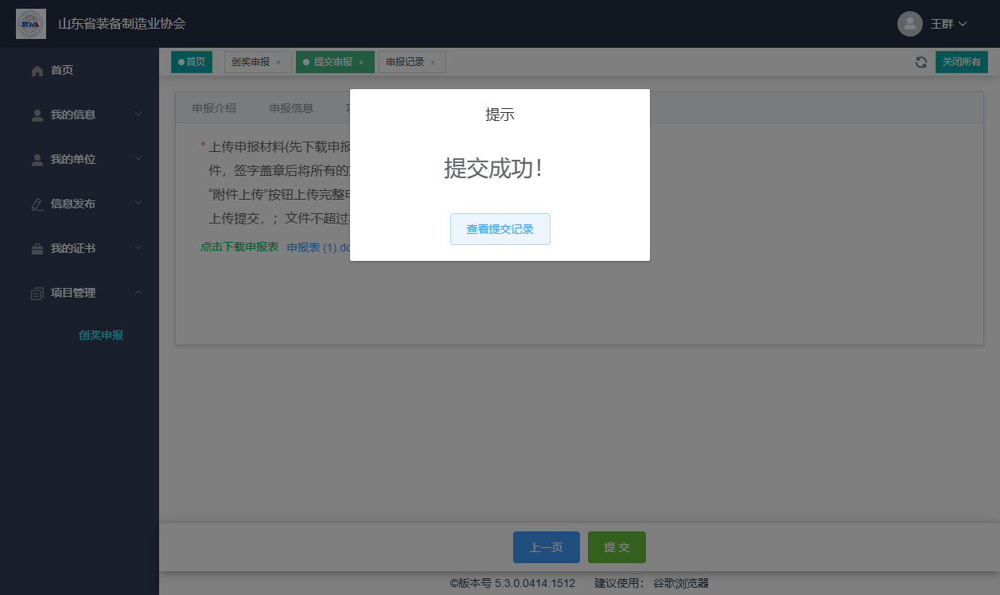 山东省装备制造业协会
王群
首页
我的信息
我的单位
信息发布
我的证书
项目管理
创奖申报
首页 创奖申报 × 提交申报 × 申报记录 × 关闭所有
申报介绍 申报信息
提示
* 上传申报材料(先下载申报
件，签字盖章后将所有的
“附件上传”按钮上传完整
上传提交，；文件不超过
点击下载申报表 申报表 (1).do
提交成功！
查看提交记录
上一页 提 交
©版本号 5.3.0.0414.1512 建议使用： 谷歌浏览器